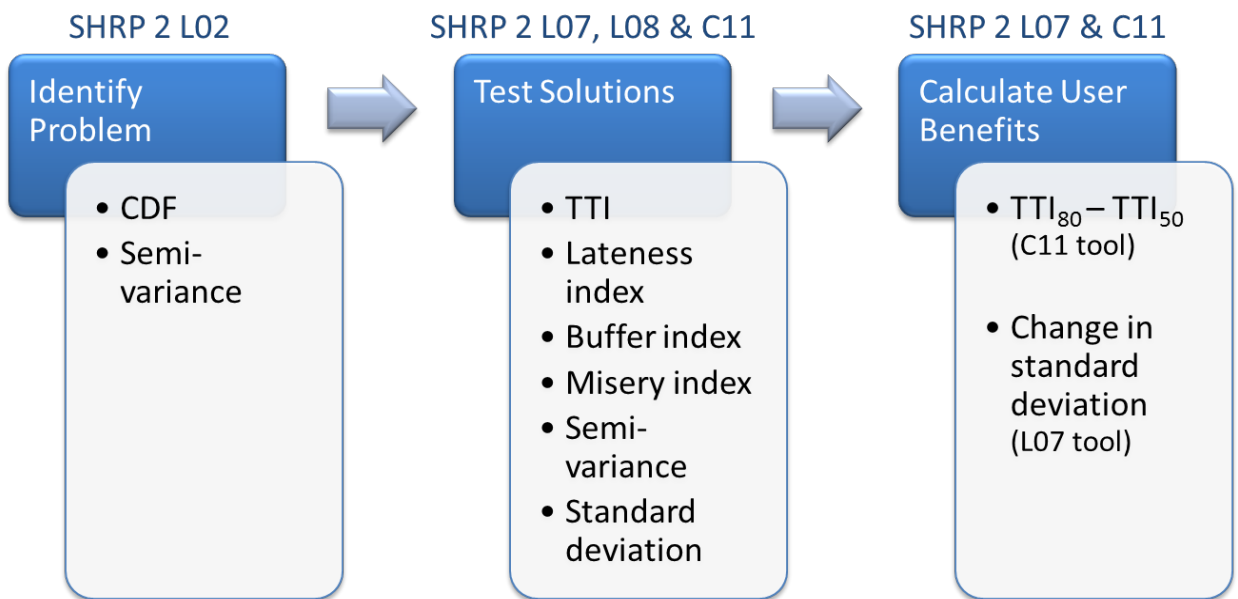 SHRP 2 L02
Identify
Problem
• CDF
• Semi-
variance
SHRP 2 L07, L08 & C11
Test Solutions
• TTI
• Lateness
index
• Buffer index
• Misery index
• Semi-
variance
• Standard
deviation
SHRP 2 L07 & C11
Calculate User
Benefits
• TTI₈₀ – TTI₅₀
(C11 tool)
• Change in
standard
deviation
(L07 tool)